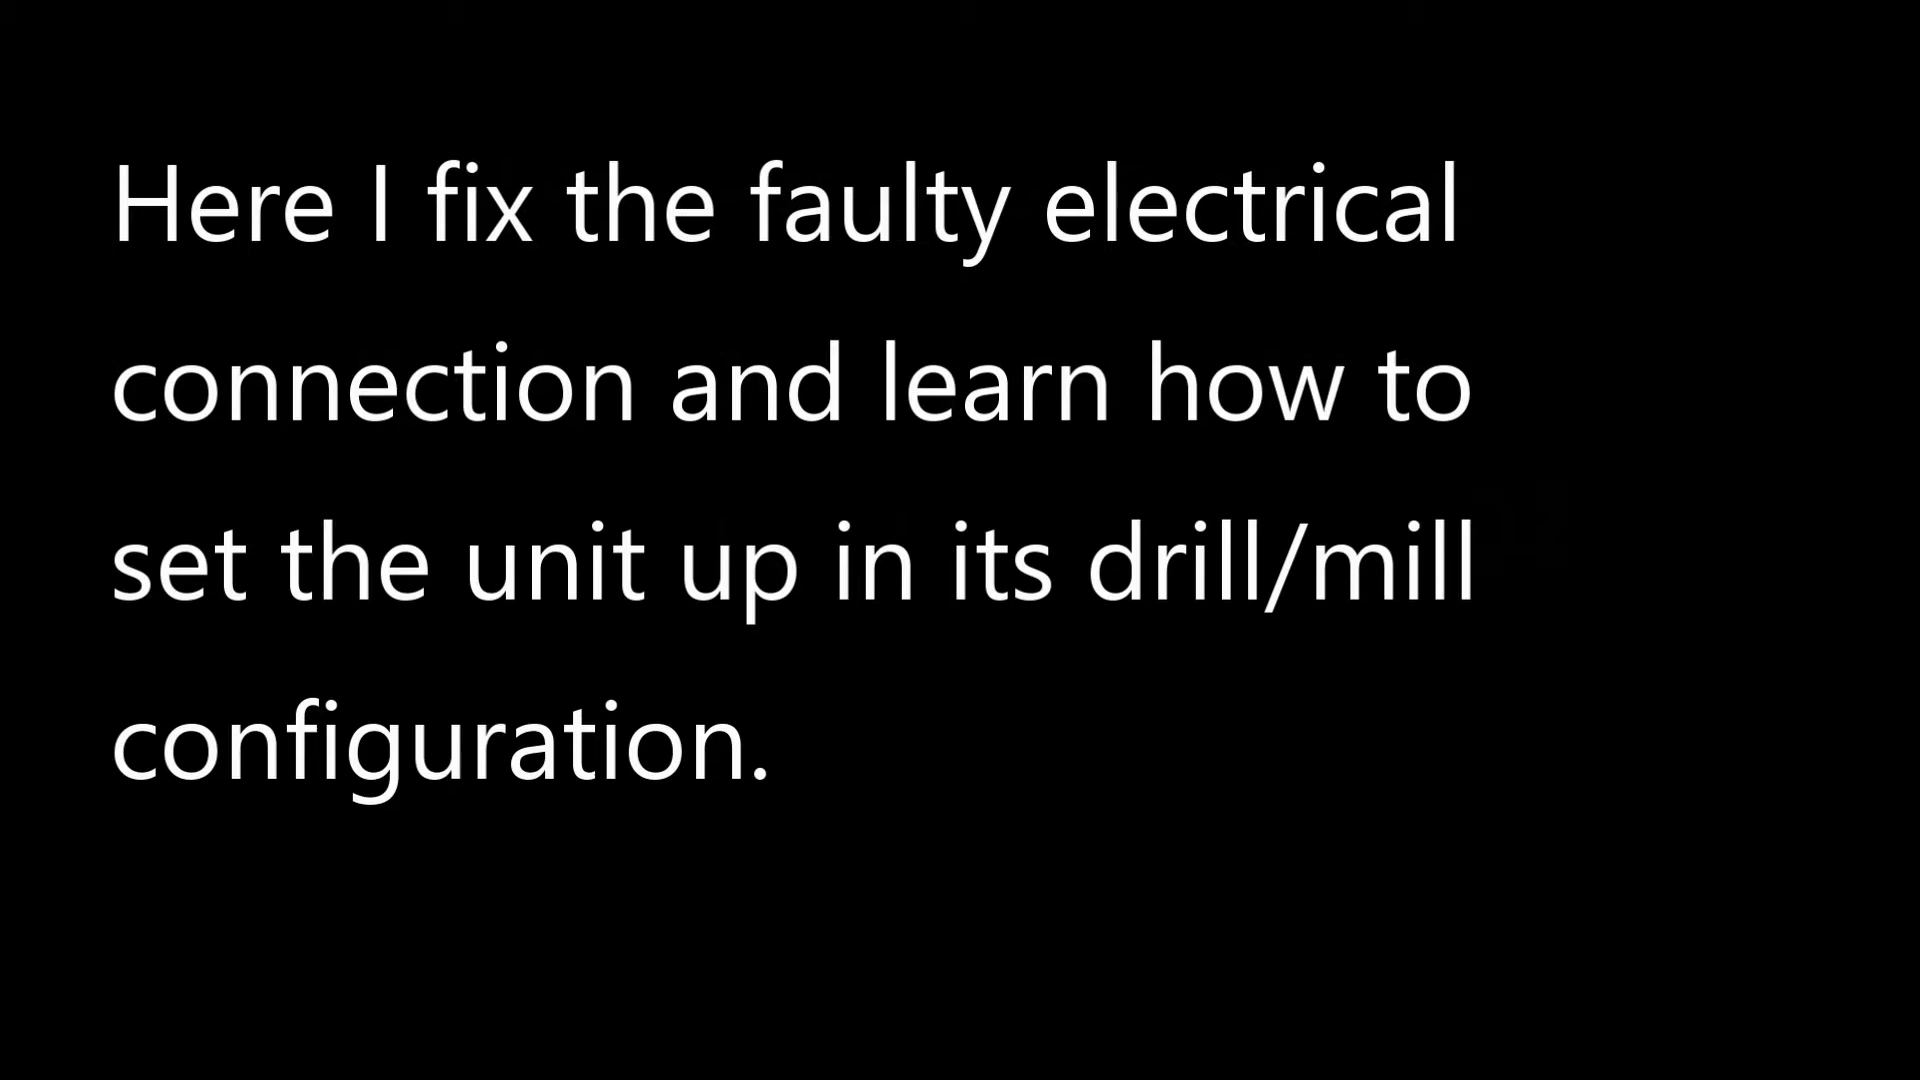 Here I fix the faulty electrical
connection and learn how to
set the unit up in its drill/mill
configuration.